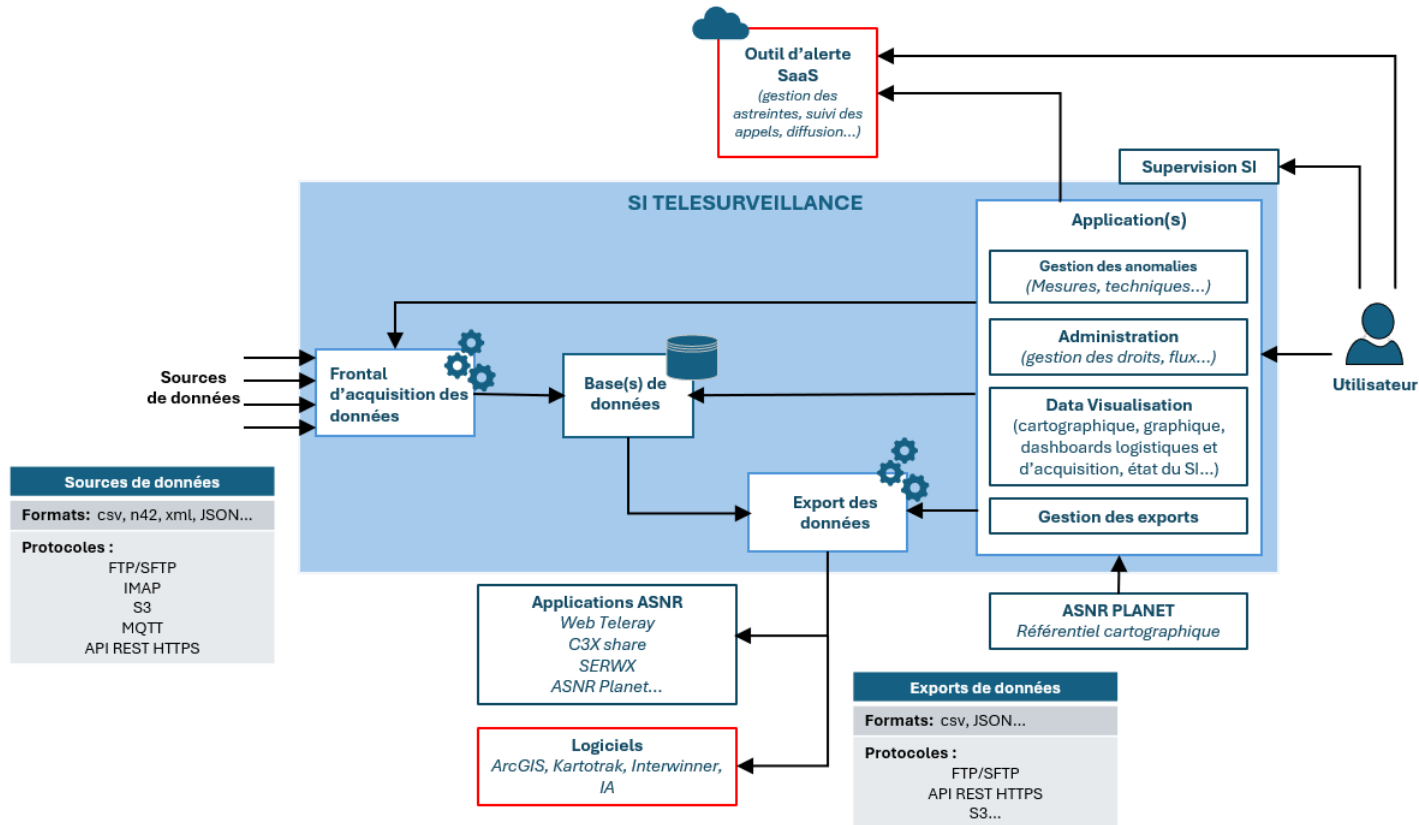 Outil d’alerte
SaaS
(gestion des
astreintes, suivi des
appels, diffusion...)
Supervision SI
SI TELESURVEILLANCE
Application(s)
Gestion des anomalies
(Mesures, techniques...)
Administration
(gestion des droits, flux...)
Data Visualisation
(cartographique, graphique,
dashboards logistiques et
d’acquisition, état du SI...)
Gestion des exports
Utilisateur
Sources
de données
Frontal
d’acquisition des
données
Base(s) de
données
Export des
données
Sources de données
Formats: csv, n42, xml, JSON...
Protocoles :
FTP/SFTP
IMAP
S3
MQTT
API REST HTTPS
Applications ASNR
Web Teleray
C3X share
SERWX
ASNR Planet...
ASNR PLANET
Référentiel cartographique
Logiciels
ArcGIS, Kartotrak, Interwinner,
IA
Exports de données
Formats: csv, JSON...
Protocoles :
FTP/SFTP
API REST HTTPS
S3...